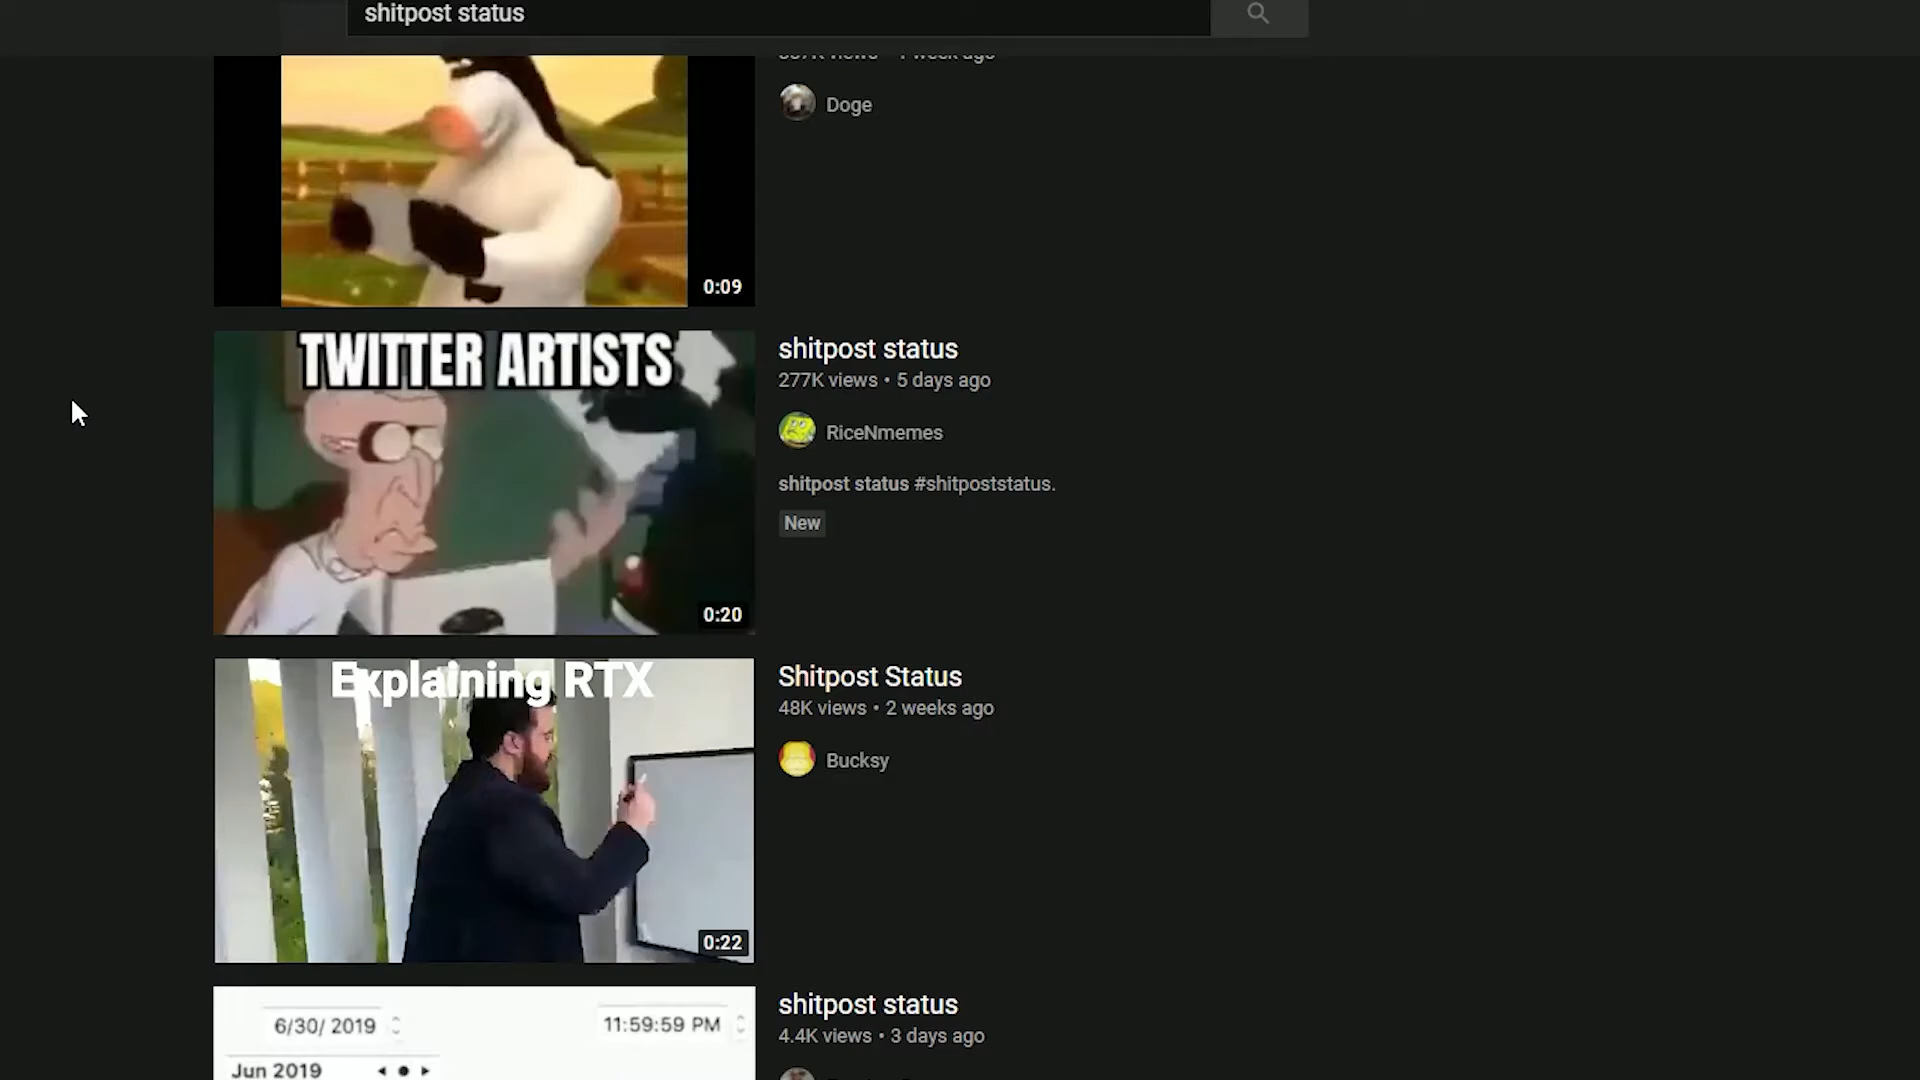 shitpost status
Doge
0:09
TWITTER ARTISTS
0:20
shitpost status
277K views • 5 days ago
RiceNmemes
shitpost status #shitpoststatus.
New
Explaining RTX
0:22
Shitpost Status
48K views • 2 weeks ago
Bucksy
6/30/ 2019
11:59:59 PM
Jun 2019
shitpost status
4.4K views • 3 days ago